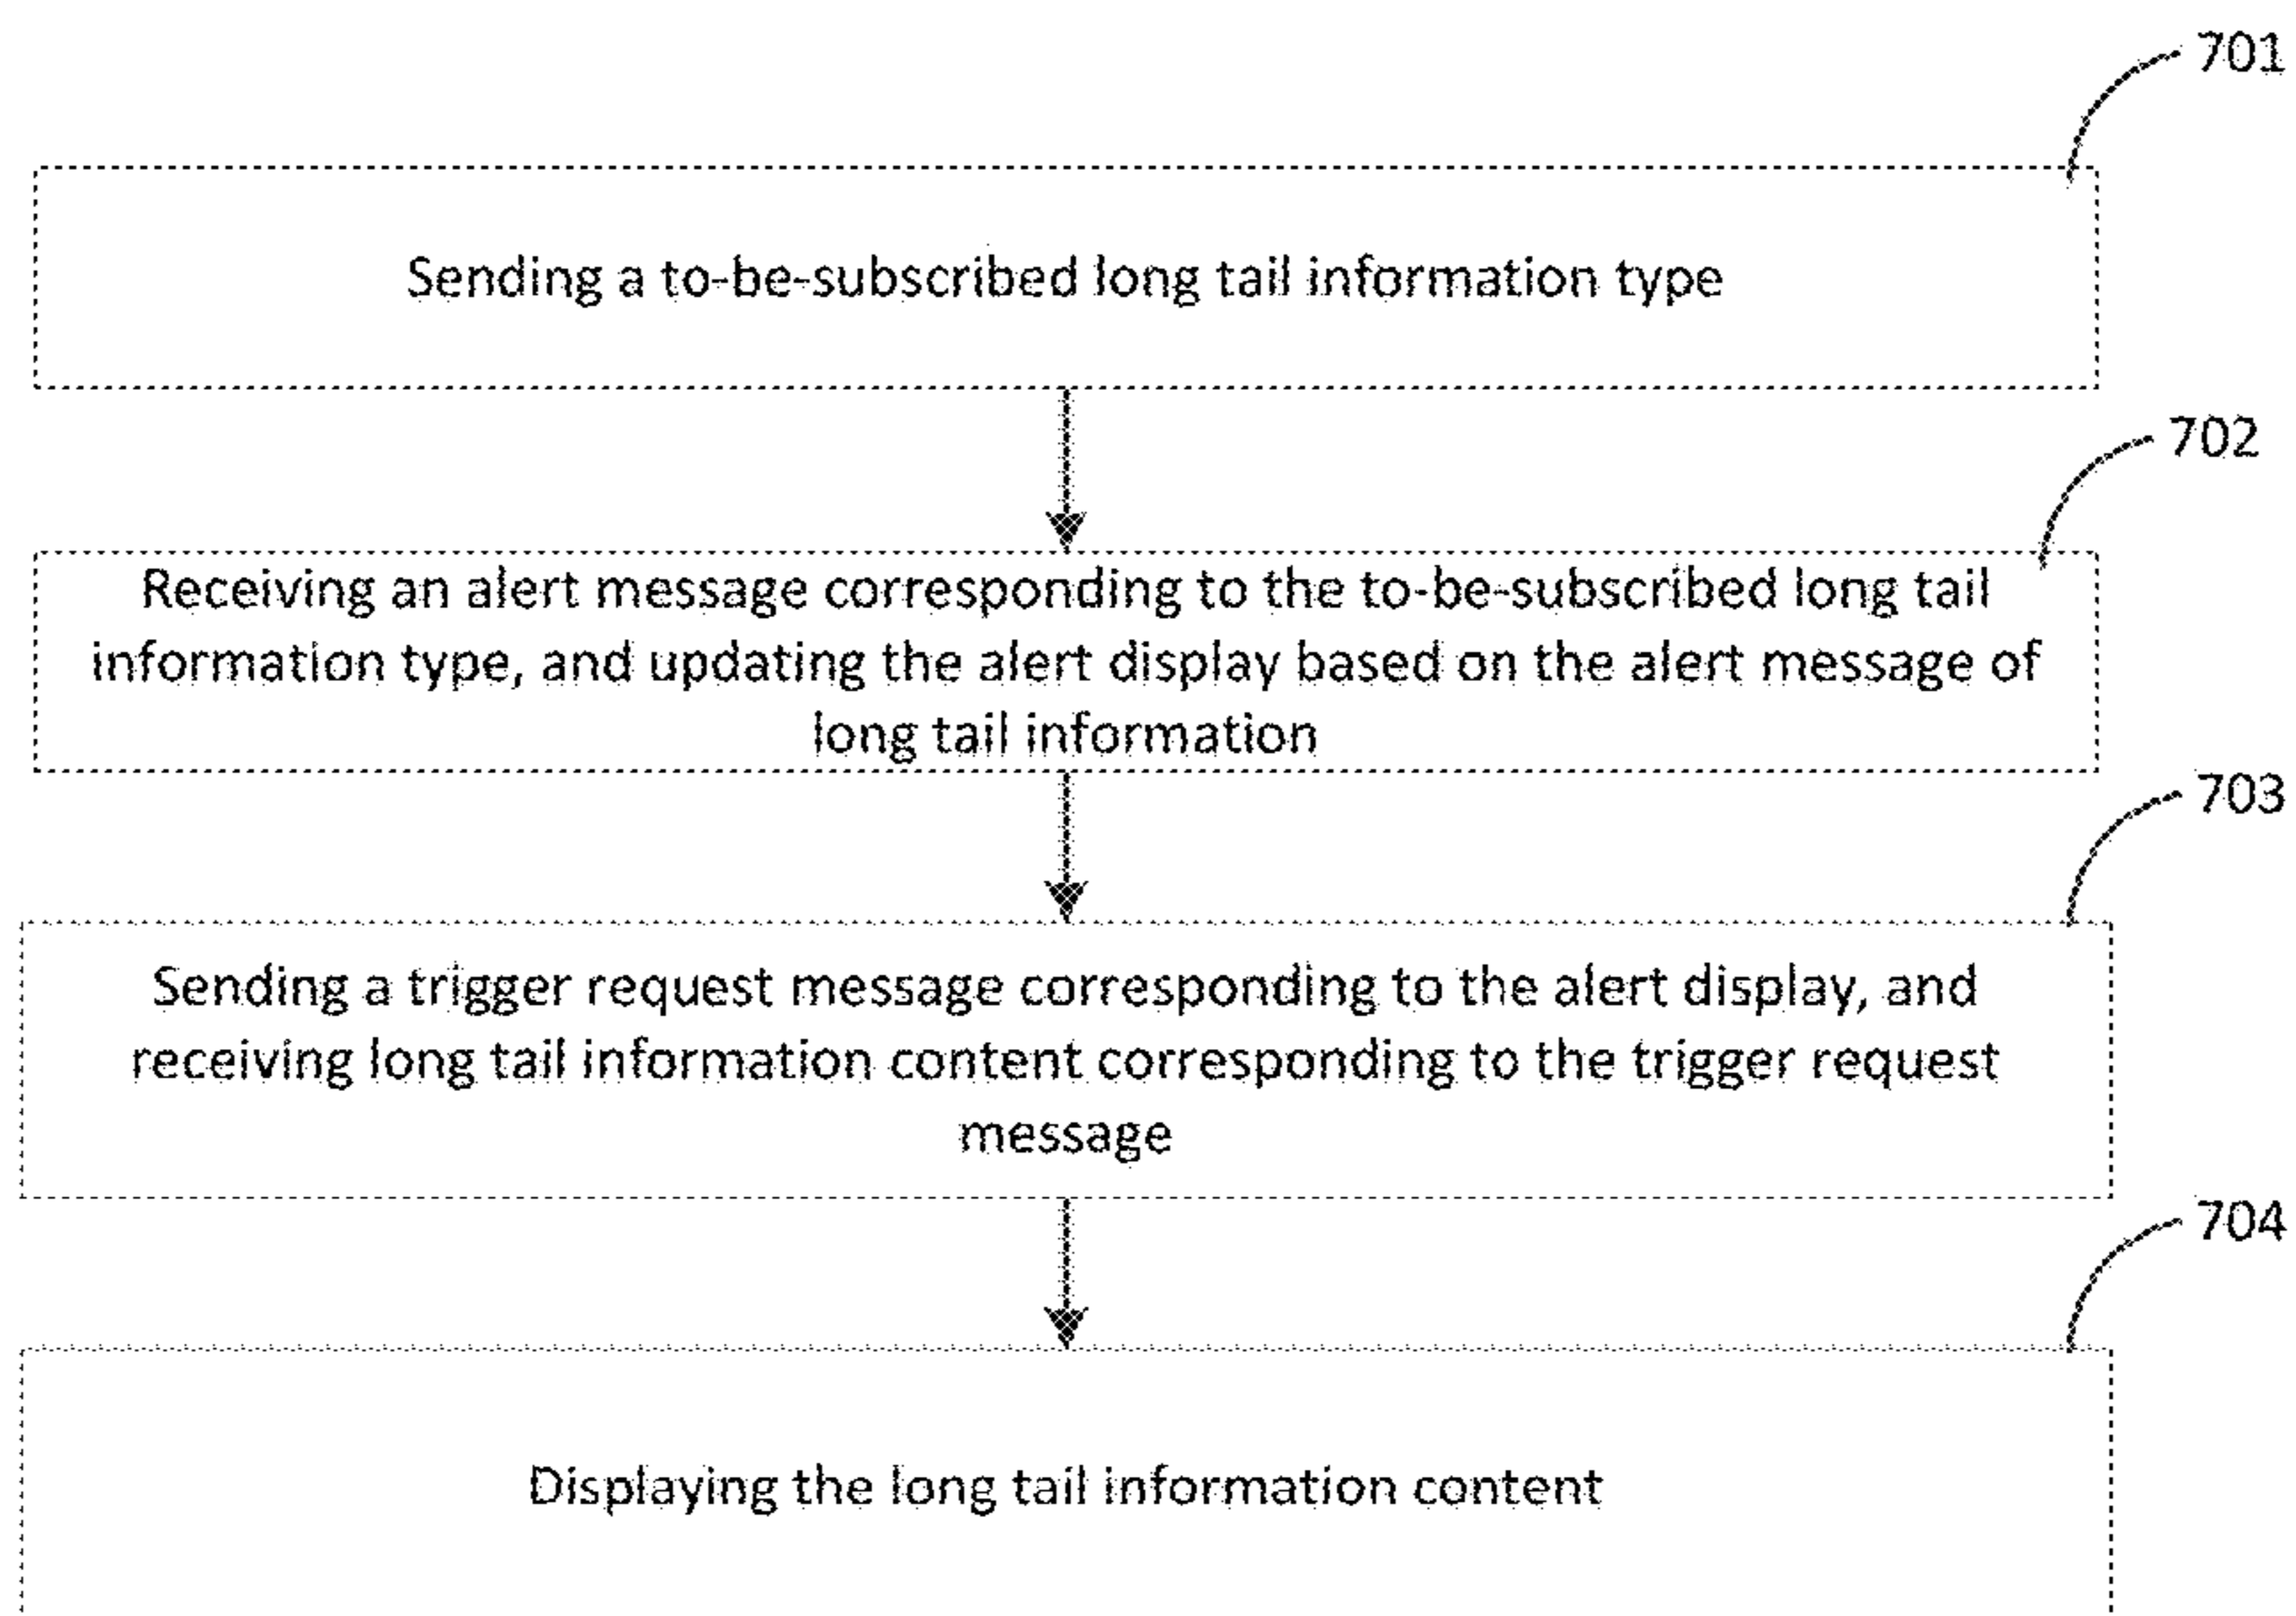 701
Sending a to-be-subscribed long tail information type
702
Receiving an alert message corresponding to the to-be-subscribed long tail
information type, and updating the alert display based on the alert message of
long tail information
703
Sending a trigger request message corresponding to the alert display, and
receiving long tail information content corresponding to the trigger request
message
704
Displaying the long tail information content